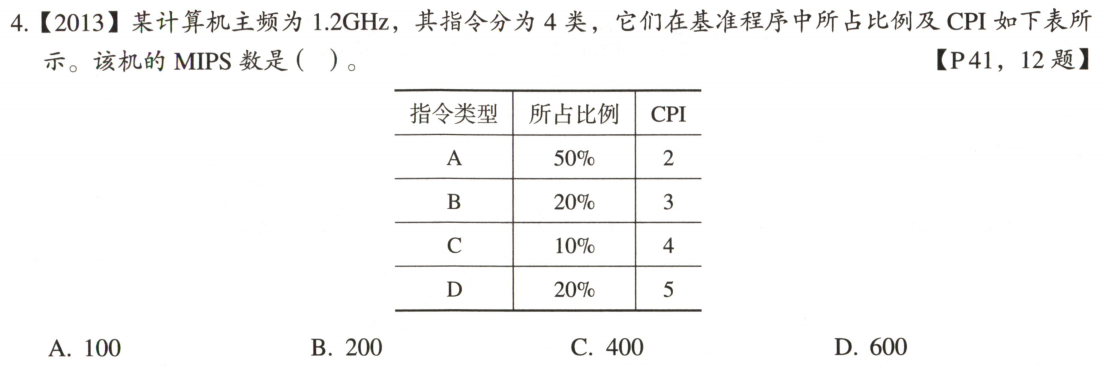 4.【2013】某计算机主频为 1.2GHz，其指令分为 4 类，它们在基准程序中所占比例及 CPI 如下表所
示。该机的 MIPS 数是（ ）。 【P41，12 题】
指令类型 所占比例 CPI
A 50% 2
B 20% 3
C 10% 4
D 20% 5
A. 100 B. 200 C. 400 D. 600